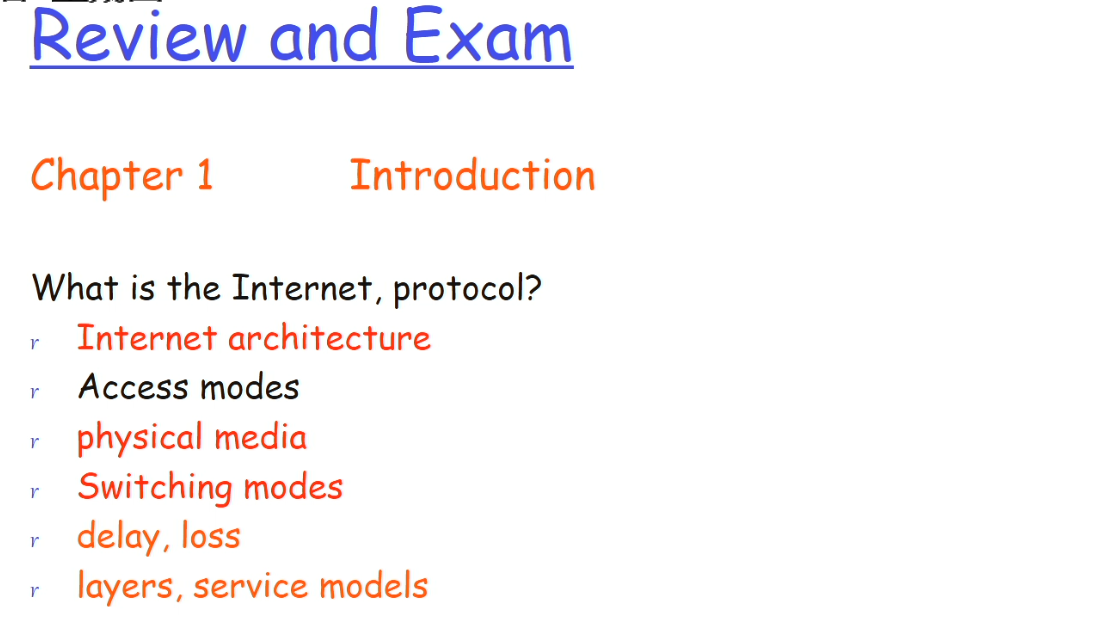 Review and Exam
Chapter 1 Introduction
What is the Internet, protocol?
r Internet architecture
r Access modes
r physical media
r Switching modes
r delay, loss
r layers, service models